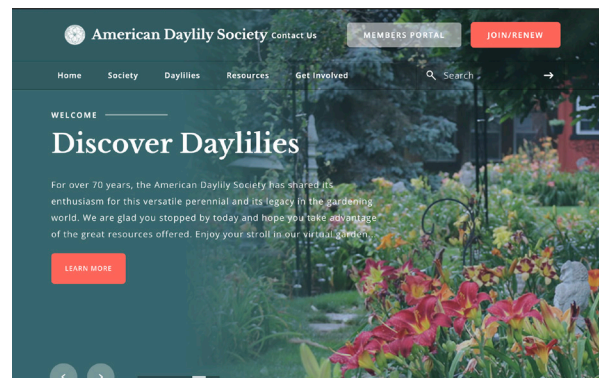 American Daylily Society
Contact Us
MEMBERS PORTAL
JOIN/RENEW
Home
Society
Daylilies
Resources
Get Involved
Search
WELCOME
Discover Daylilies
For over 70 years, the American Daylily Society has shared its
enthusiasm for this versatile perennial and its legacy in the gardening
world. We are glad you stopped by today and hope you take advantage
of the great resources offered. Enjoy your stroll in our virtual garden...
LEARN MORE